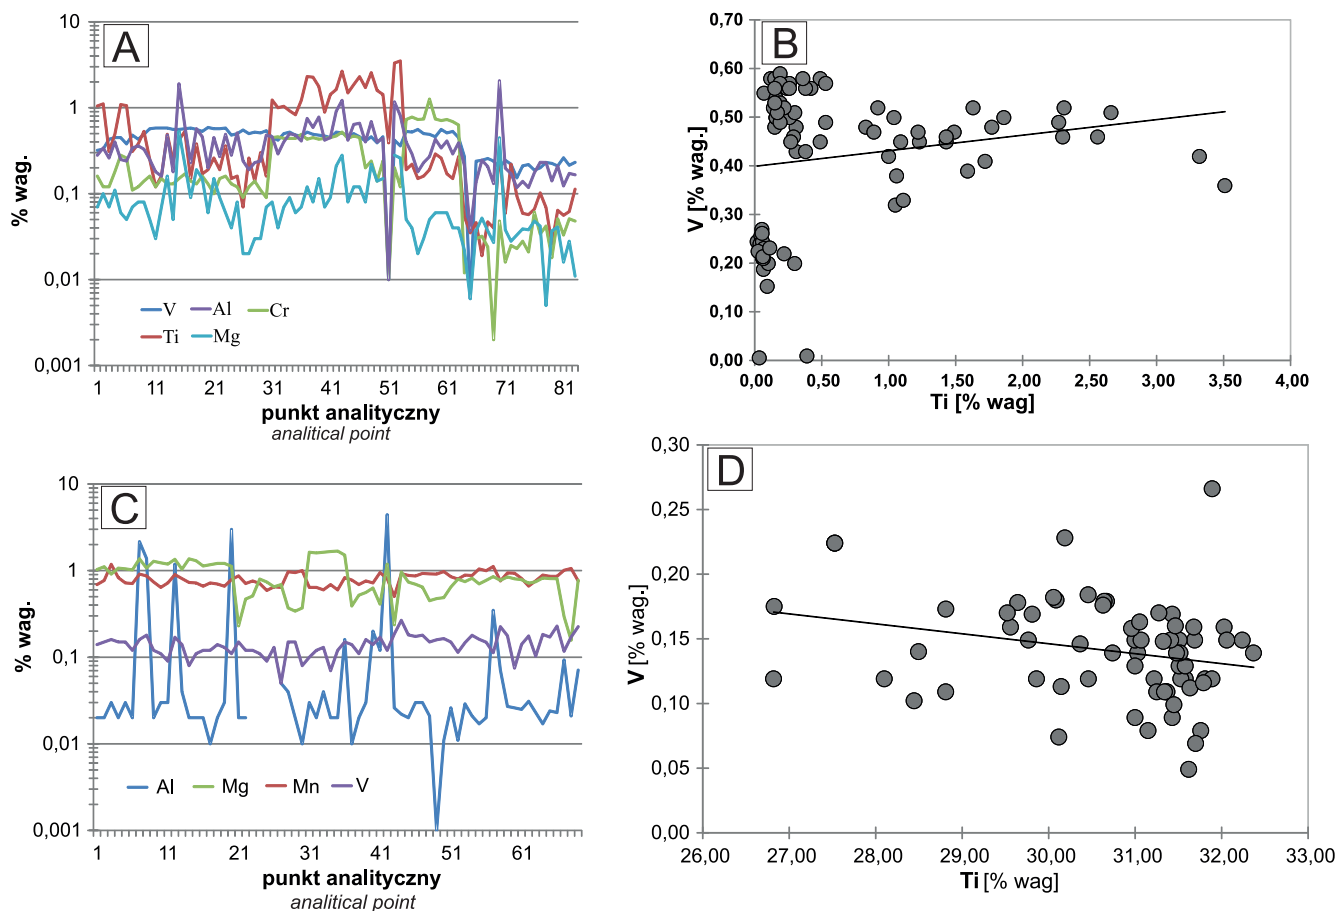 A
10
1
0,1
0,01
0,001
% wag.
V
Al
Cr
Ti
Mg
1 11 21 31 41 51 61 71 81
punkt analityczny
analitical point
B
0,70
0,60
0,50
0,40
0,30
0,20
0,10
0,00
V [% wag.]
0,00 0,50 1,00 1,50 2,00 2,50 3,00 3,50 4,00
Ti [% wag]
C
10
1
0,1
0,01
0,001
% wag.
Al Mg Mn V
1 11 21 31 41 51 61
punkt analityczny
analitical point
D
0,30
0,25
0,20
0,15
0,10
0,05
0,00
V [% wag.]
26,00 27,00 28,00 29,00 30,00 31,00 32,00 33,00
Ti [% wag]